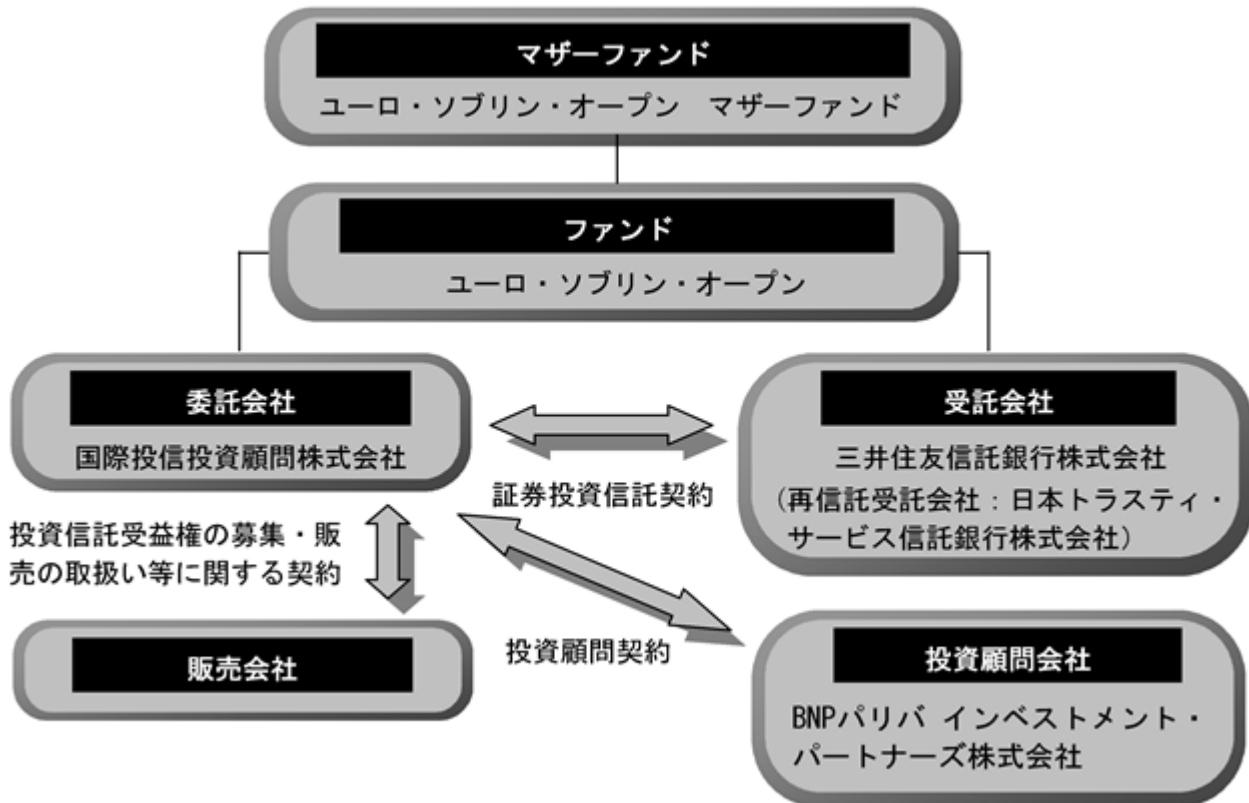 マザーファンド
ユーロ・ソブリン・オープン　マザーファンド
ファンド
ユーロ・ソブリン・オープン
委託会社
国際投信投資顧問株式会社
受託会社
三井住友信託銀行株式会社
（再信託受託会社：日本トラスティ・
サービス信託銀行株式会社）
証券投資信託契約
投資信託受益権の募集・販
売の取扱い等に関する契約
投資顧問契約
販売会社
投資顧問会社
BNPパリバ インベストメント・
パートナーズ株式会社